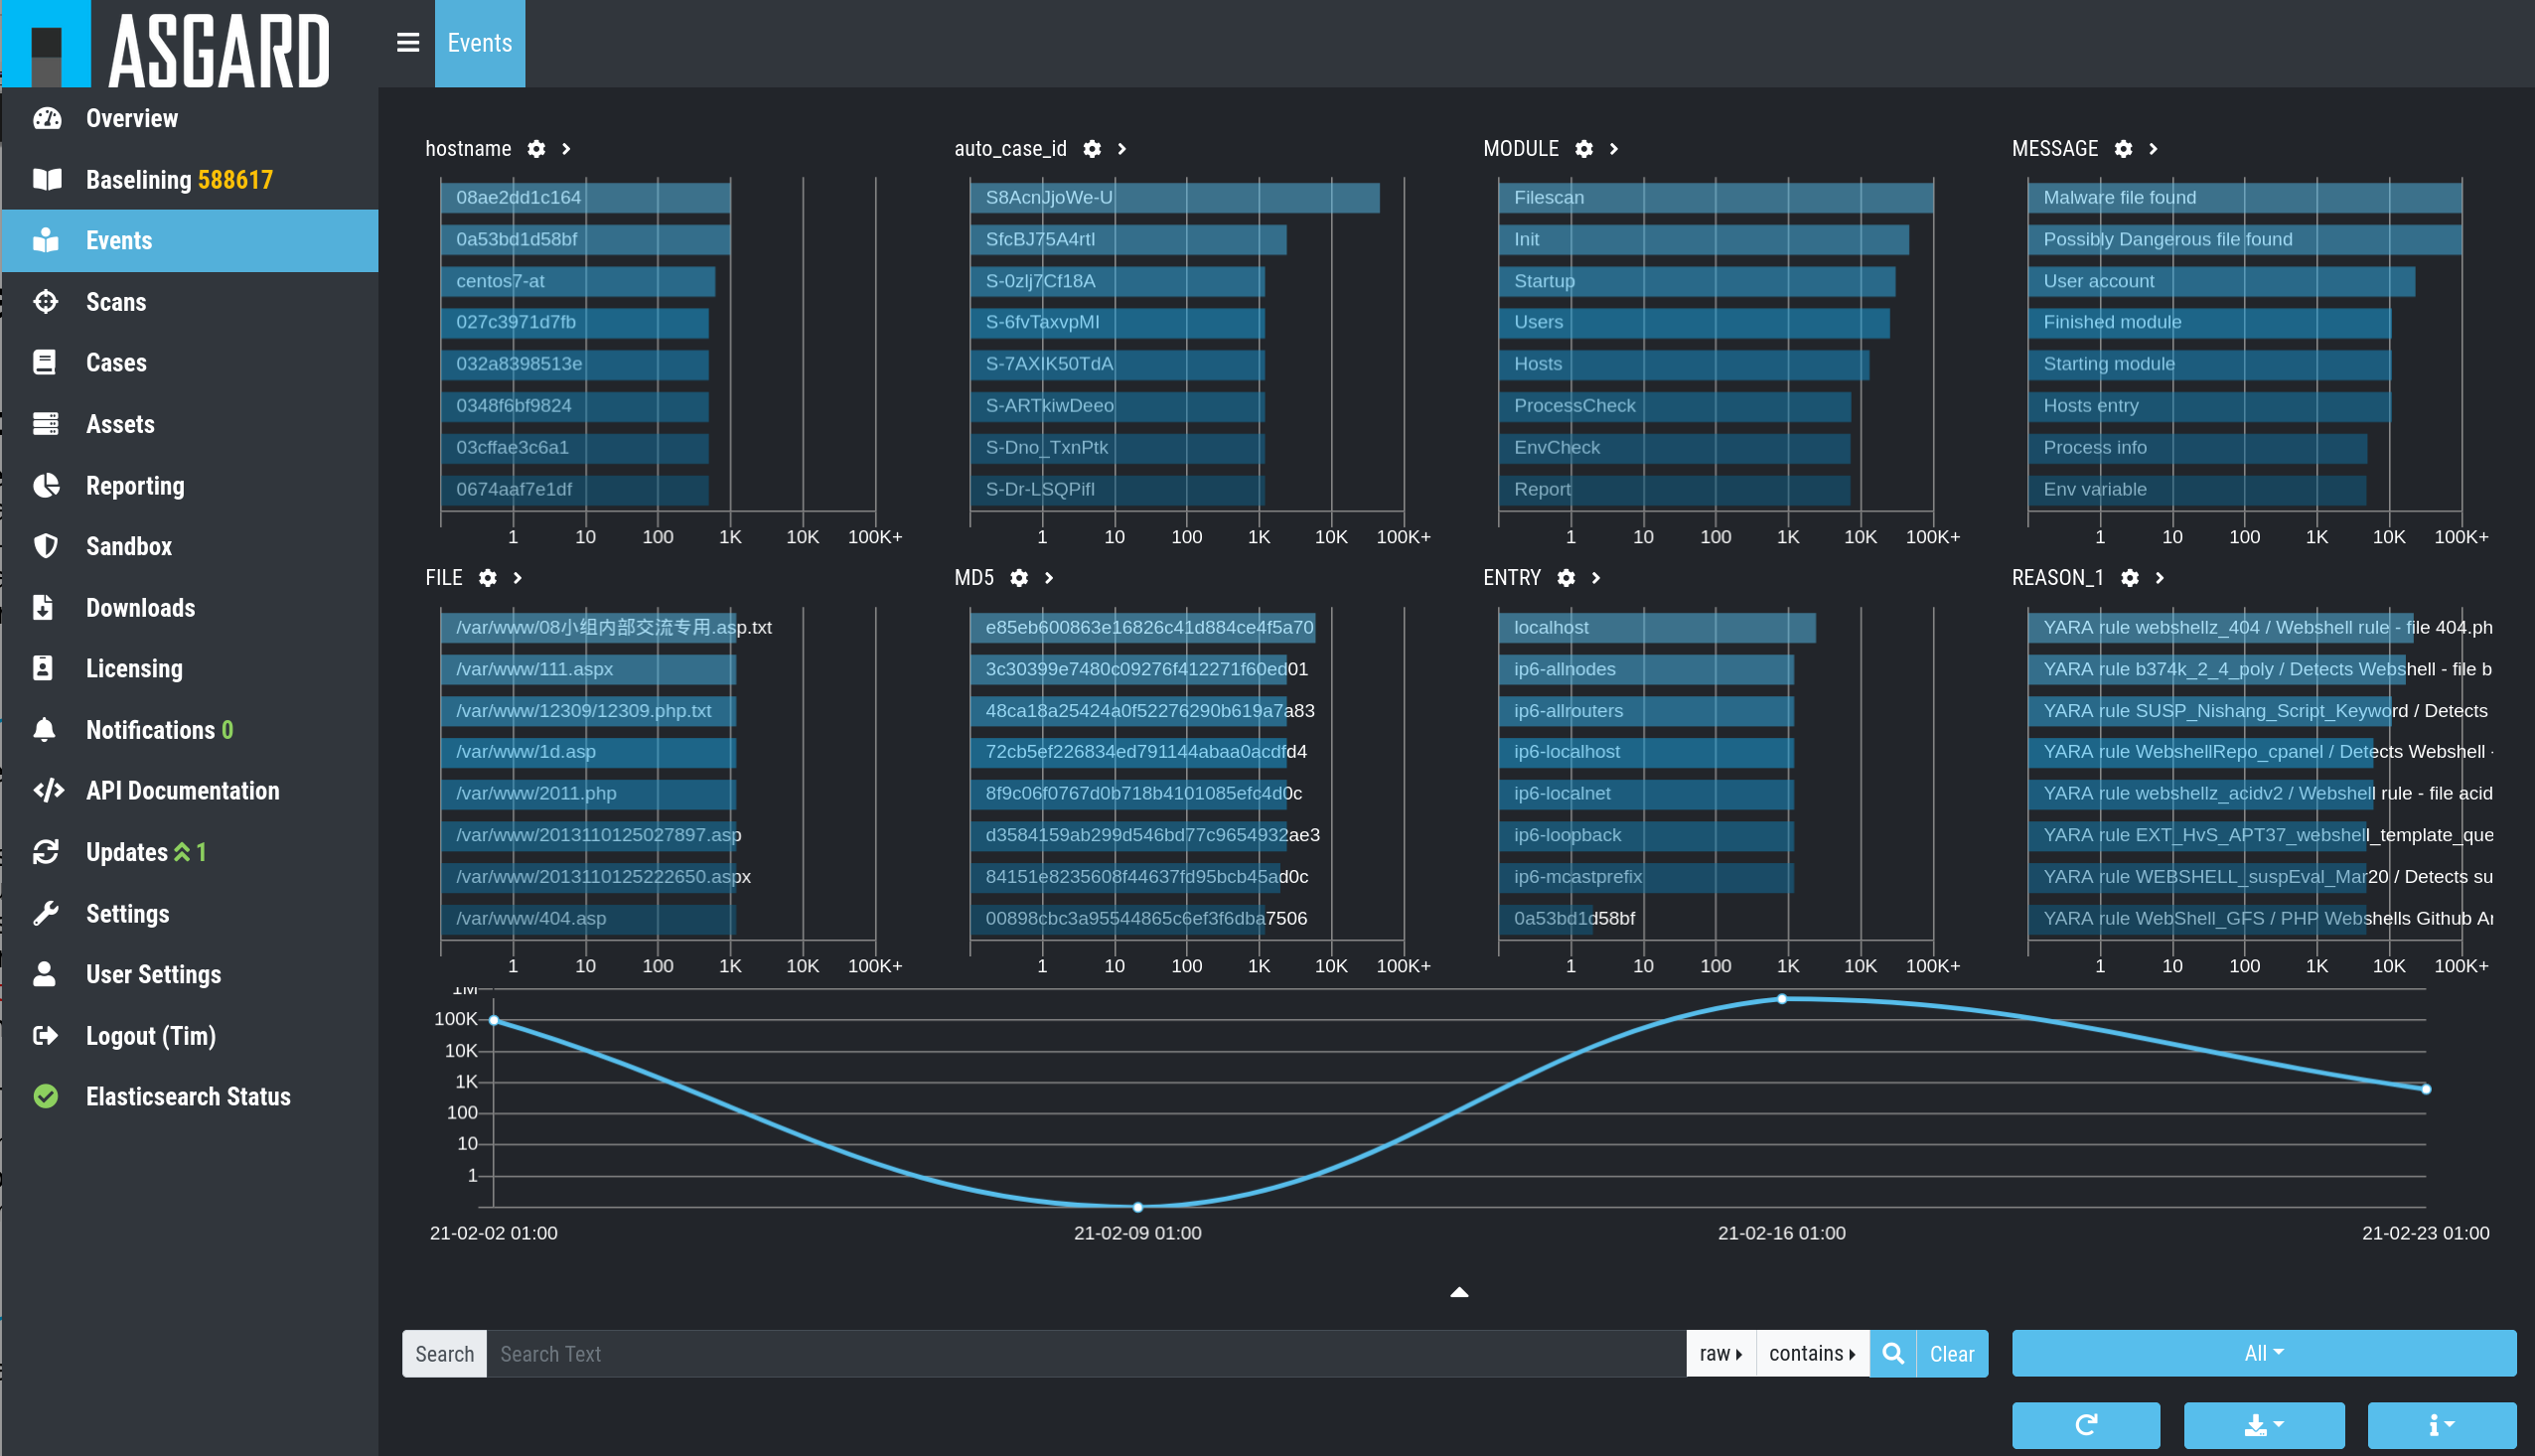 ASGARD
Events
Overview
Baselining 588617
Events
Scans
Cases
Assets
Reporting
Sandbox
Downloads
Licensing
Notifications 0
API Documentation
Updates 1
Settings
User Settings
Logout (Tim)
Elasticsearch Status
hostname
08ae2dd1c164
0a53bd1d58bf
centos7-at
027c3971d7fb
032a8398513e
0348f6bf9824
03cffae3c6a1
0674aaf7e1df
1 10 100 1K 10K 100K+
auto_case_id
S8AcnJjoWe-U
SfcBJ75A4rtI
S-0zlj7Cf18A
S-6fvTaxvpMI
S-7AXIK50TdA
S-ARTkiwDeeo
S-Dno_TxnPtk
S-Dr-LSQPifI
1 10 100 1K 10K 100K+
MODULE
Filescan
Init
Startup
Users
Hosts
ProcessCheck
EnvCheck
Report
1 10 100 1K 10K 100K+
MESSAGE
Malware file found
Possibly Dangerous file found
User account
Finished module
Starting module
Hosts entry
Process info
Env variable
1 10 100 1K 10K 100K+
FILE
/var/www/08小组内部交流专用.asp.txt
/var/www/111.aspx
/var/www/12309/12309.php.txt
/var/www/1d.asp
/var/www/2011.php
/var/www/2013110125027897.asp
/var/www/2013110125222650.aspx
/var/www/404.asp
1 10 100 1K 10K 100K+
MD5
e85eb600863e16826c41d884ce4f5a70
3c30399e7480c09276f412271f60ed01
48ca18a25424a0f52276290b619a7a83
72cb5ef226834ed791144abaa0acdfd4
8f9c06f0767d0b718b4101085efc4d0c
d3584159ab299d546bd77c9654932ae3
84151e8235608f44637fd95bcb45ad0c
00898cbc3a95544865c6ef3f6dba7506
1 10 100 1K 10K 100K+
ENTRY
localhost
ip6-allnodes
ip6-allrouters
ip6-localhost
ip6-localnet
ip6-loopback
ip6-mcastprefix
0a53bd1d58bf
1 10 100 1K 10K 100K+
REASON_1
YARA rule webshellz_404 / Webshell rule - file 404.ph
YARA rule b374k_2_4_poly / Detects Webshell - file b
YARA rule SUSP_Nishang_Script_Keyword / Detects
YARA rule WebshellRepo_cpanel / Detects Webshell -
YARA rule webshellz_acidv2 / Webshell rule - file acid
YARA rule EXT_HvS_APT37_webshell_template_que
YARA rule WEBSHELL_suspEval_Mar20 / Detects su
YARA rule WebShell_GFS / PHP Webshells Github Ar
1 10 100 1K 10K 100K+
1M
100K
10K
1K
100
10
1
21-02-02 01:00 21-02-09 01:00 21-02-16 01:00 21-02-23 01:00
Search Search Text raw contains Clear All